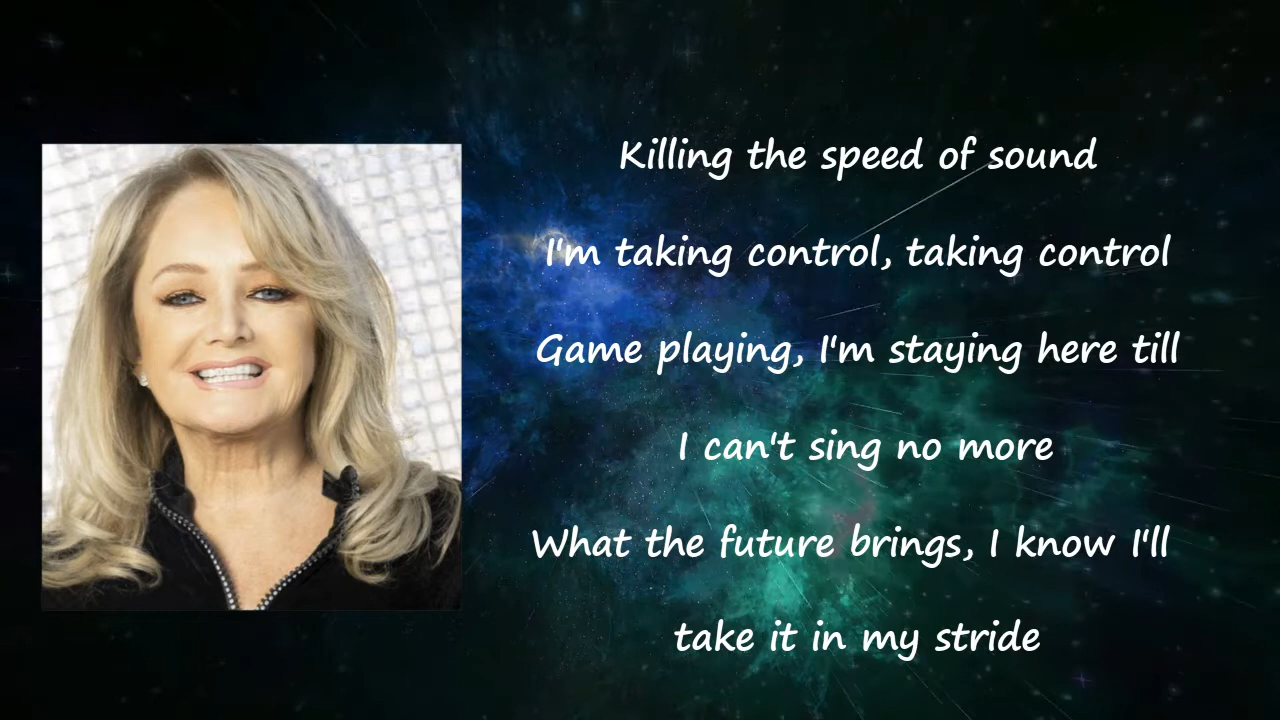 Killing the speed of sound
I'm taking control, taking control
Game playing, I'm staying here till
I can't sing no more
What the future brings, I know I'll
take it in my stride